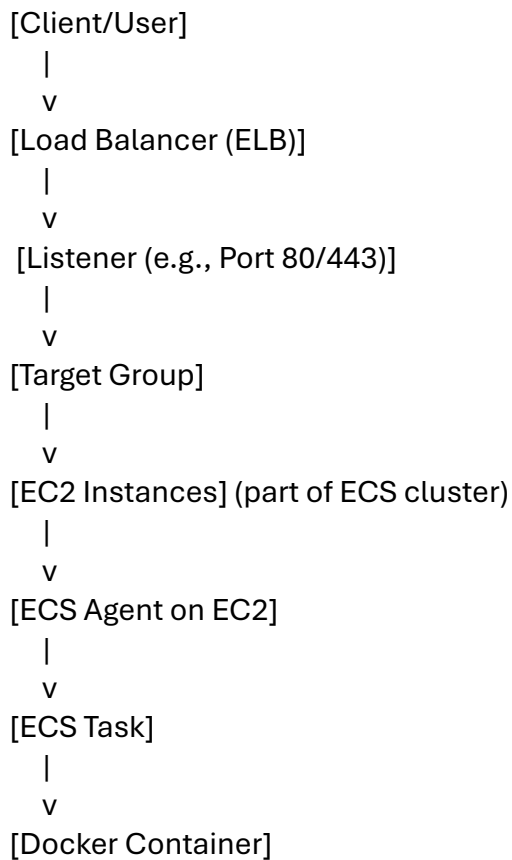 [Client/User]
|
v
[Load Balancer (ELB)]
|
v
[Listener (e.g., Port 80/443)]
|
v
[Target Group]
|
v
[EC2 Instances] (part of ECS cluster)
|
v
[ECS Agent on EC2]
|
v
[ECS Task]
|
v
[Docker Container]